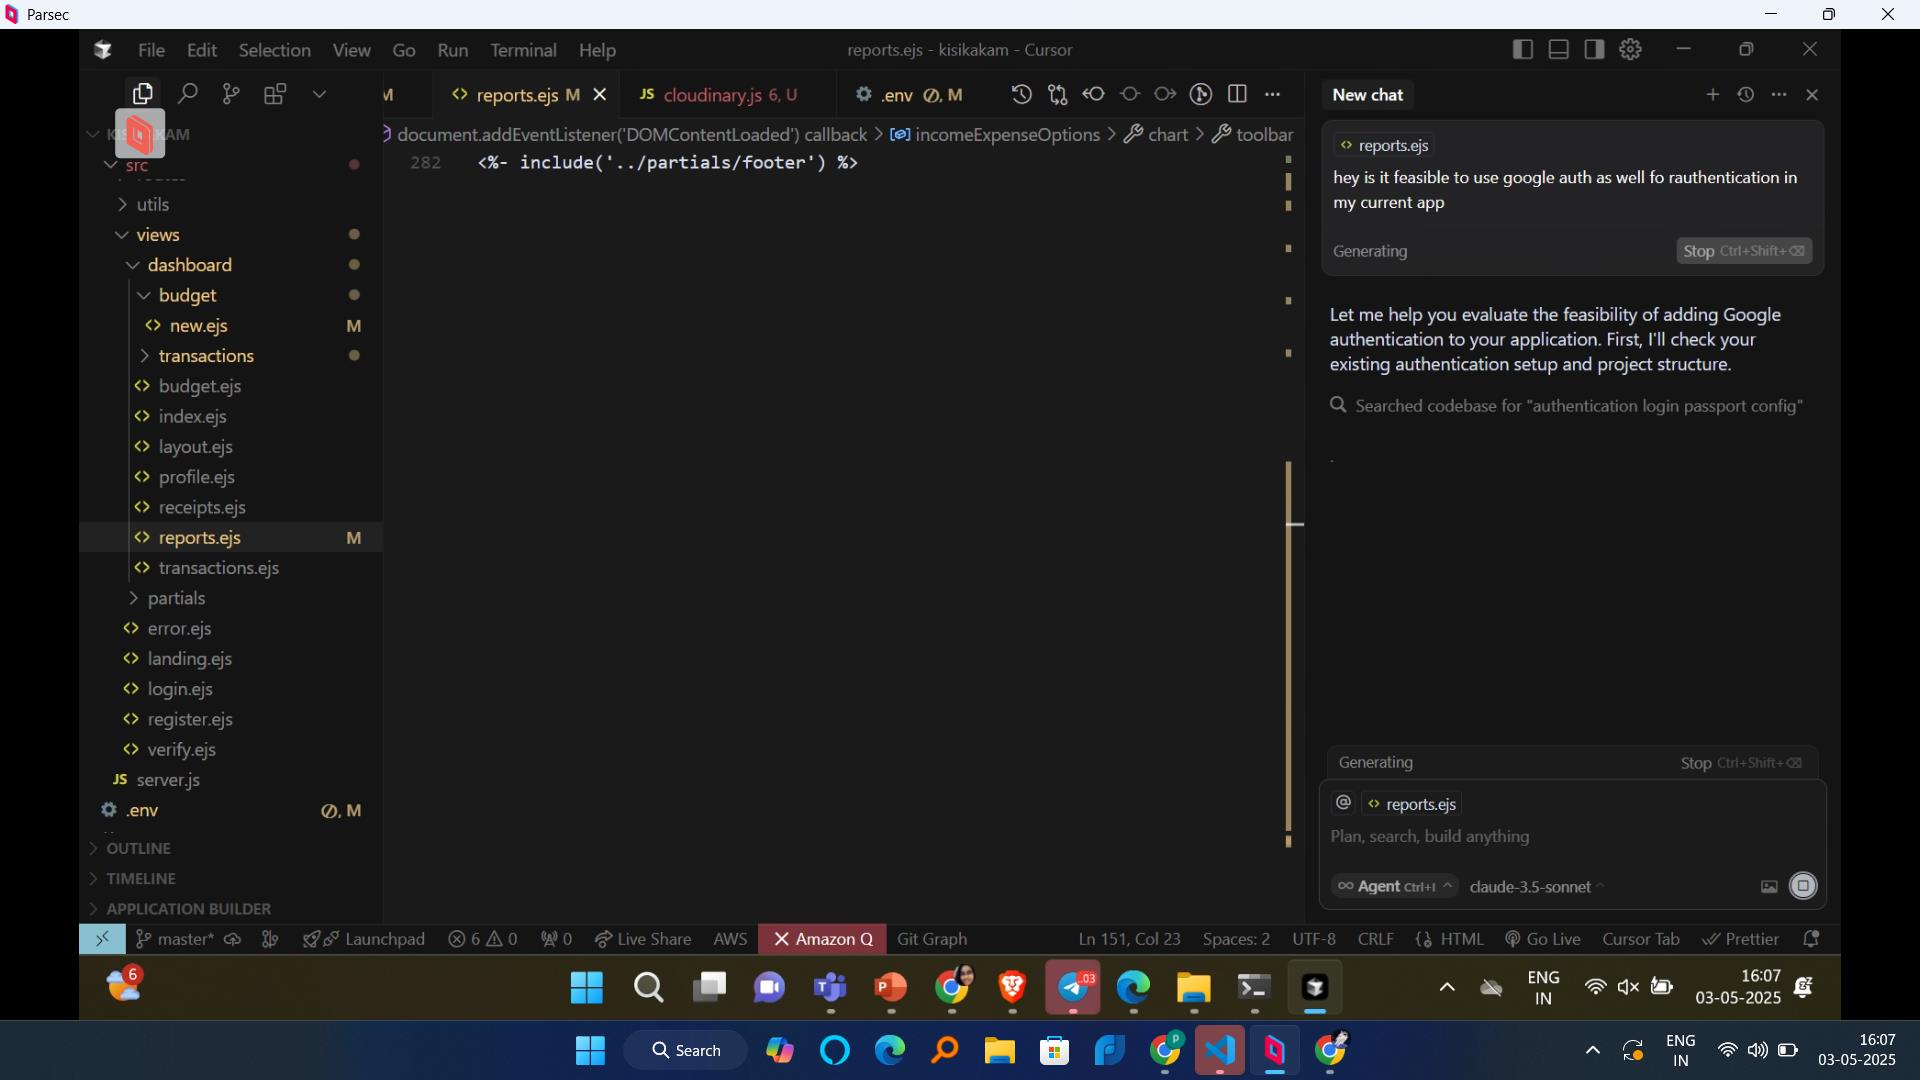 Parsec
File Edit Selection View Go Run Terminal Help
reports.ejs - kisikakam - Cursor
M
<> reports.ejs M
JS cloudinary.js 6, U
.env M
document.addEventListener('DOMContentLoaded') callback > incomeExpenseOptions > chart > toolbar
282 <%- include('../partials/footer') %>
src
utils
views
dashboard
budget
<> new.ejs M
transactions
<> budget.ejs
<> index.ejs
<> layout.ejs
<> profile.ejs
<> receipts.ejs
<> reports.ejs M
<> transactions.ejs
partials
<> error.ejs
<> landing.ejs
<> login.ejs
<> register.ejs
<> verify.ejs
JS server.js
.env M
OUTLINE
TIMELINE
APPLICATION BUILDER
New chat
<> reports.ejs
hey is it feasible to use google auth as well fo rauthentication in
my current app
Generating
Stop Ctrl+Shift+⌫
Let me help you evaluate the feasibility of adding Google
authentication to your application. First, I'll check your
existing authentication setup and project structure.
Searched codebase for "authentication login passport config"
Generating
Stop Ctrl+Shift+⌫
@ <> reports.ejs
Plan, search, build anything
∞ Agent Ctrl+I claude-3.5-sonnet
master* Launchpad 6 0 0 Live Share AWS Amazon Q Git Graph
Ln 151, Col 23 Spaces: 2 UTF-8 CRLF {} HTML Go Live Cursor Tab Prettier
6
.03
ENG
IN
16:07
03-05-2025
Search
ENG
IN
16:07
03-05-2025